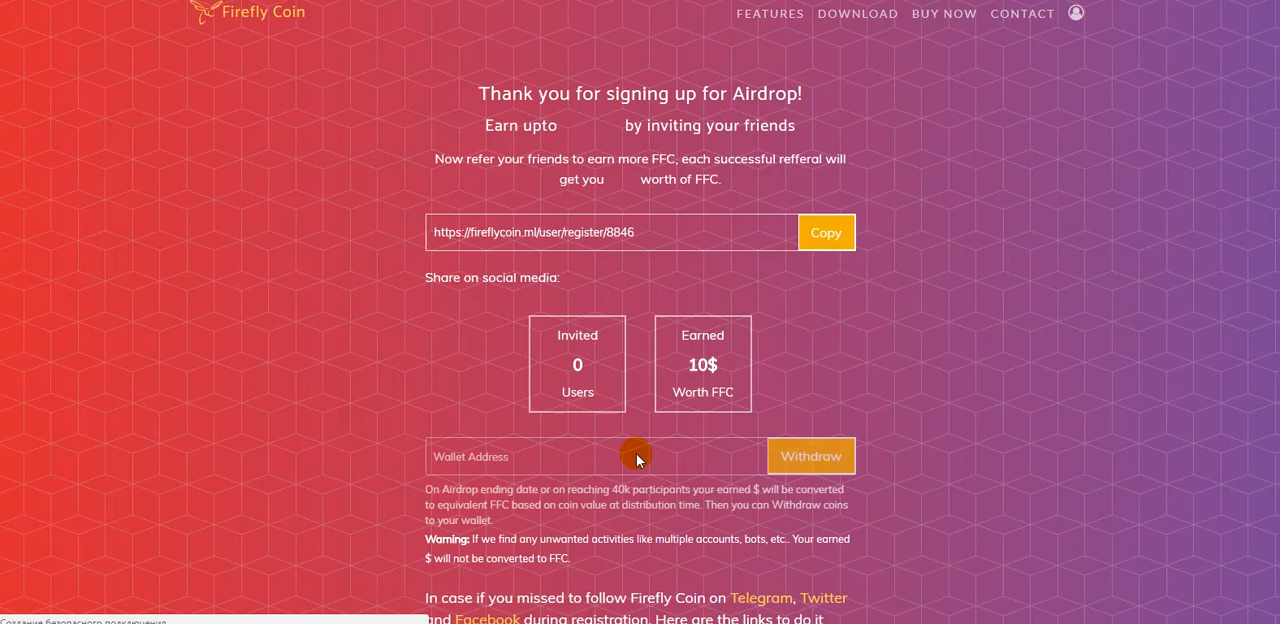 Firefly Coin
FEATURES DOWNLOAD BUY NOW CONTACT
Thank you for signing up for Airdrop!
Earn upto by inviting your friends
Now refer your friends to earn more FFC, each successful refferal will
get you worth of FFC.
https://fireflycoin.ml/user/register/8846 Copy
Share on social media:
Invited
0
Users
Earned
10$
Worth FFC
Wallet Address Withdraw
On Airdrop ending date or on reaching 40k participants your earned $ will be converted
to equivalent FFC based on coin value at distribution time. Then you can Withdraw coins
to your wallet.
Warning: If we find any unwanted activities like multiple accounts, bots, etc.. Your earned
$ will not be converted to FFC.
In case if you missed to follow Firefly Coin on Telegram, Twitter
and Facebook during registration. Here are the links to do it
Создание безопасного подключения